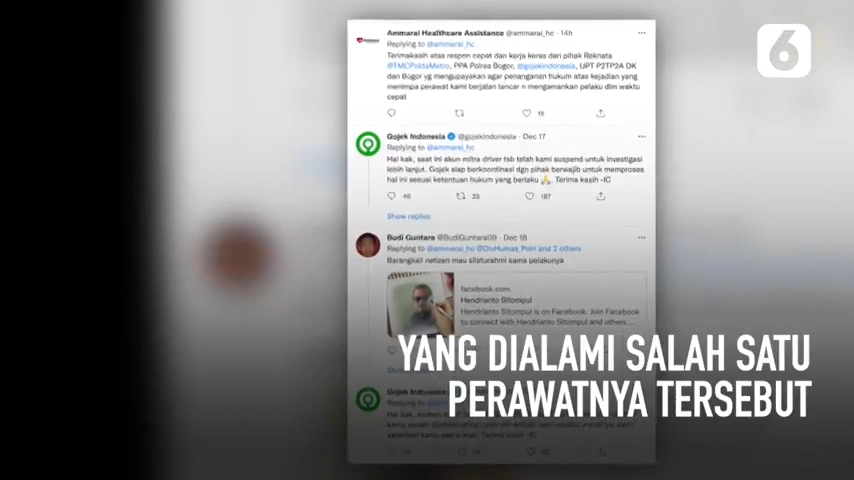 Ammarai Healthcare Assistance @ammarai_hc · 14h
Replying to @ammarai_hc
Terimakasih atas respon cepat dan kerja keras dari pihak Reknata
@TMCPoldaMetro, PPA Polres Bogor, @gojekindonesia, UPT P2TP2A DK
dan Bogor yg mengupayakan agar penanganan hukum atas kejadian yang
menimpa perawat kami berjalan lancar n mengamankan pelaku dlm waktu
cepat
Gojek Indonesia @gojekindonesia · Dec 17
Replying to @ammarai_hc
Hai kak, saat ini akun mitra driver tsb telah kami suspend untuk investigasi
lebih lanjut. Gojek siap berkoordinasi dgn pihak berwajib untuk memproses
hal ini sesuai ketentuan hukum yang berlaku 🙏. Terima kasih -IC
187
Show replies
Budi Guntara @BudiGuntara08 · Dec 18
Replying to @ammarai_hc @DivHumas_Polri and 2 others
Barangkali netizen mau silaturahmi sama pelakunya
facebook.com
Hendrianto Sitompul
Hendrianto Sitompul is on Facebook. Join Facebook
to connect with Hendrianto Sitompul and others ...
YANG DIALAMI SALAH SATU
PERAWATNYA TERSEBUT
Gojek Indonesia
Replying to
Hai kak, mohon
Terima kasih -IC
6